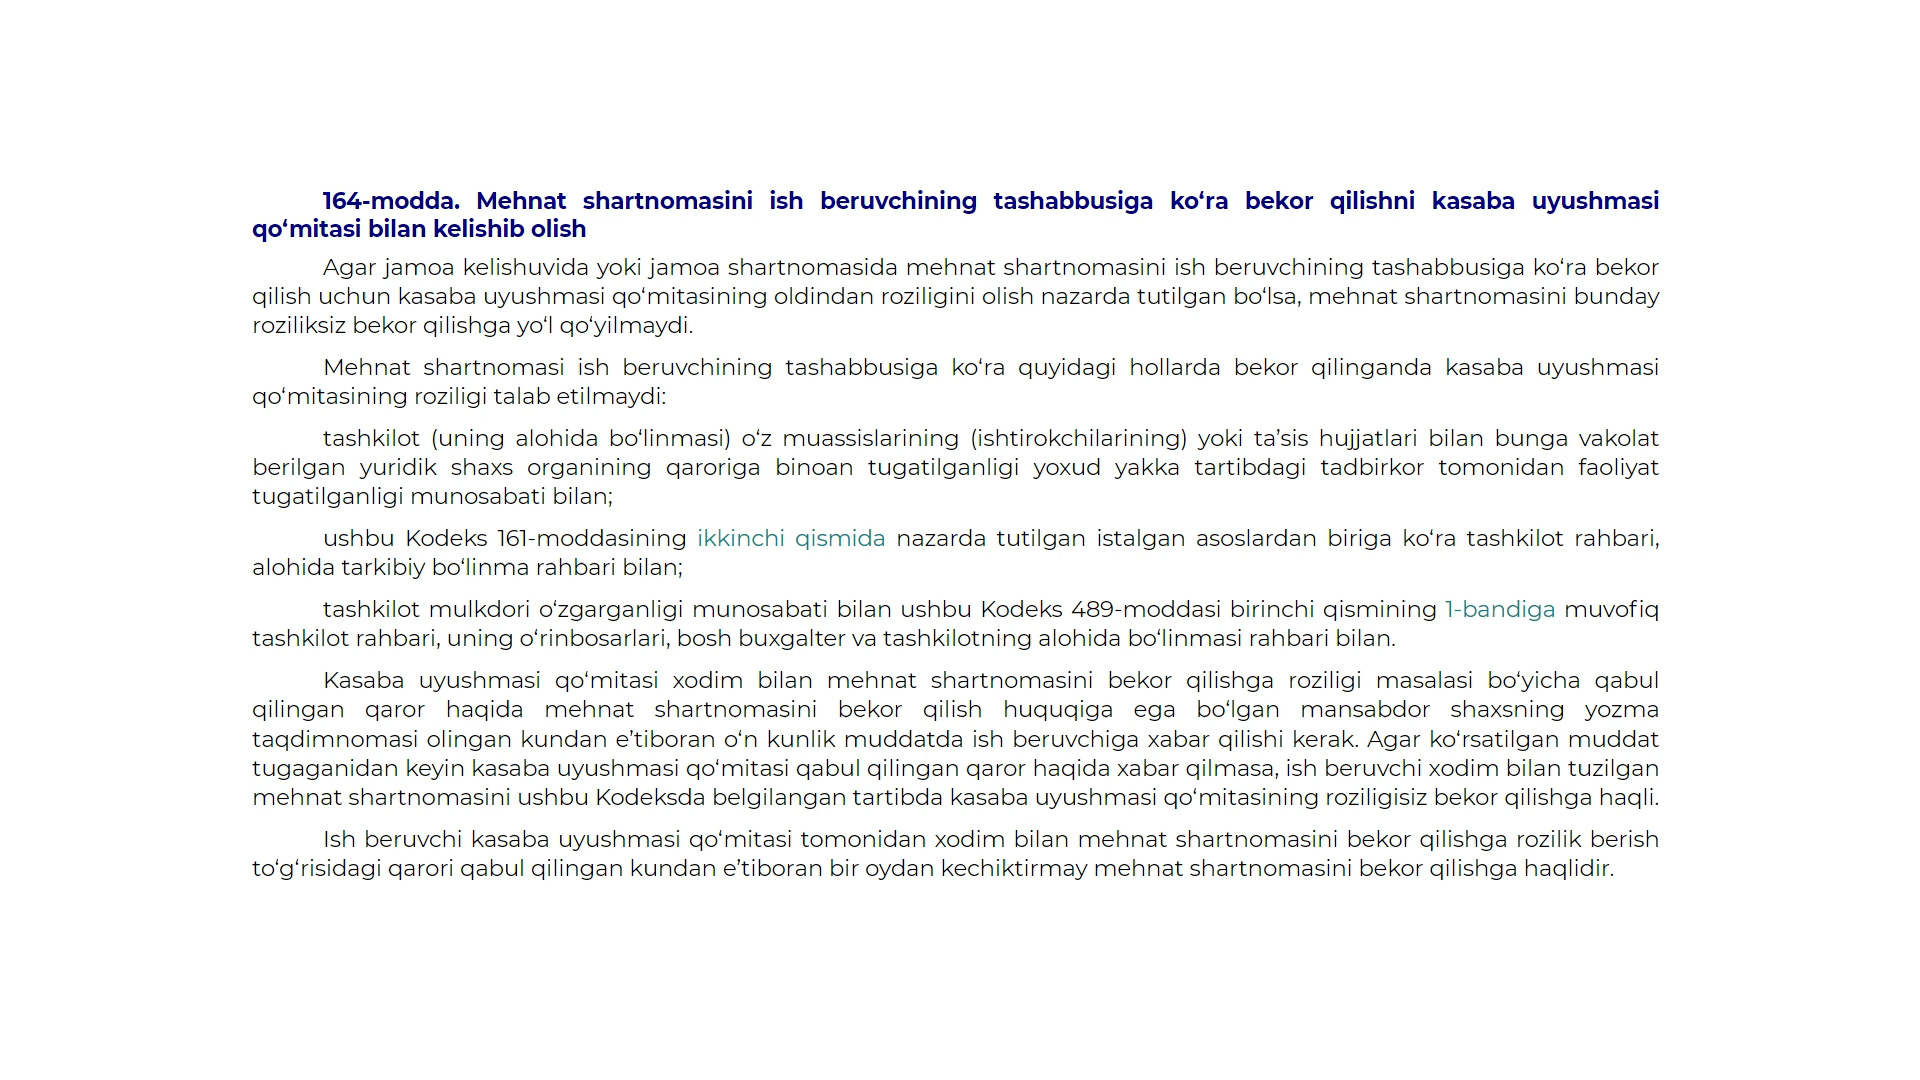 164-modda. Mehnat shartnomasini ish beruvchining tashabbusiga ko‘ra bekor qilishni kasaba uyushmasi
qo‘mitasi bilan kelishib olish
Agar jamoa kelishuvida yoki jamoa shartnomasida mehnat shartnomasini ish beruvchining tashabbusiga ko‘ra bekor
qilish uchun kasaba uyushmasi qo‘mitasining oldindan roziligini olish nazarda tutilgan bo‘lsa, mehnat shartnomasini bunday
roziliksiz bekor qilishga yo‘l qo‘yilmaydi.
Mehnat shartnomasi ish beruvchining tashabbusiga ko‘ra quyidagi hollarda bekor qilinganda kasaba uyushmasi
qo‘mitasining roziligi talab etilmaydi:
tashkilot (uning alohida bo‘linmasi) o‘z muassislarining (ishtirokchilarining) yoki ta’sis hujjatlari bilan bunga vakolat
berilgan yuridik shaxs organining qaroriga binoan tugatilganligi yoxud yakka tartibdagi tadbirkor tomonidan faoliyat
tugatilganligi munosabati bilan;
ushbu Kodeks 161-moddasining ikkinchi qismida nazarda tutilgan istalgan asoslardan biriga ko‘ra tashkilot rahbari,
alohida tarkibiy bo‘linma rahbari bilan;
tashkilot mulkdori o‘zgarganligi munosabati bilan ushbu Kodeks 489-moddasi birinchi qismining 1-bandiga muvofiq
tashkilot rahbari, uning o‘rinbosarlari, bosh buxgalter va tashkilotning alohida bo‘linmasi rahbari bilan.
Kasaba uyushmasi qo‘mitasi xodim bilan mehnat shartnomasini bekor qilishga roziligi masalasi bo‘yicha qabul
qilingan qaror haqida mehnat shartnomasini bekor qilish huquqiga ega bo‘lgan mansabdor shaxsning yozma
taqdimnomasi olingan kundan e’tiboran o‘n kunlik muddatda ish beruvchiga xabar qilishi kerak. Agar ko‘rsatilgan muddat
tugaganidan keyin kasaba uyushmasi qo‘mitasi qabul qilingan qaror haqida xabar qilmasa, ish beruvchi xodim bilan tuzilgan
mehnat shartnomasini ushbu Kodeksda belgilangan tartibda kasaba uyushmasi qo‘mitasining roziligisiz bekor qilishga haqli.
Ish beruvchi kasaba uyushmasi qo‘mitasi tomonidan xodim bilan mehnat shartnomasini bekor qilishga rozilik berish
to‘g‘risidagi qarori qabul qilingan kundan e’tiboran bir oydan kechiktirmay mehnat shartnomasini bekor qilishga haqlidir.